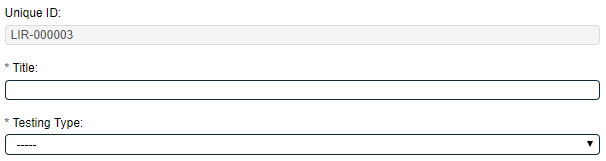 Unique ID:
LIR-000003
* Title:
* Testing Type:
-----